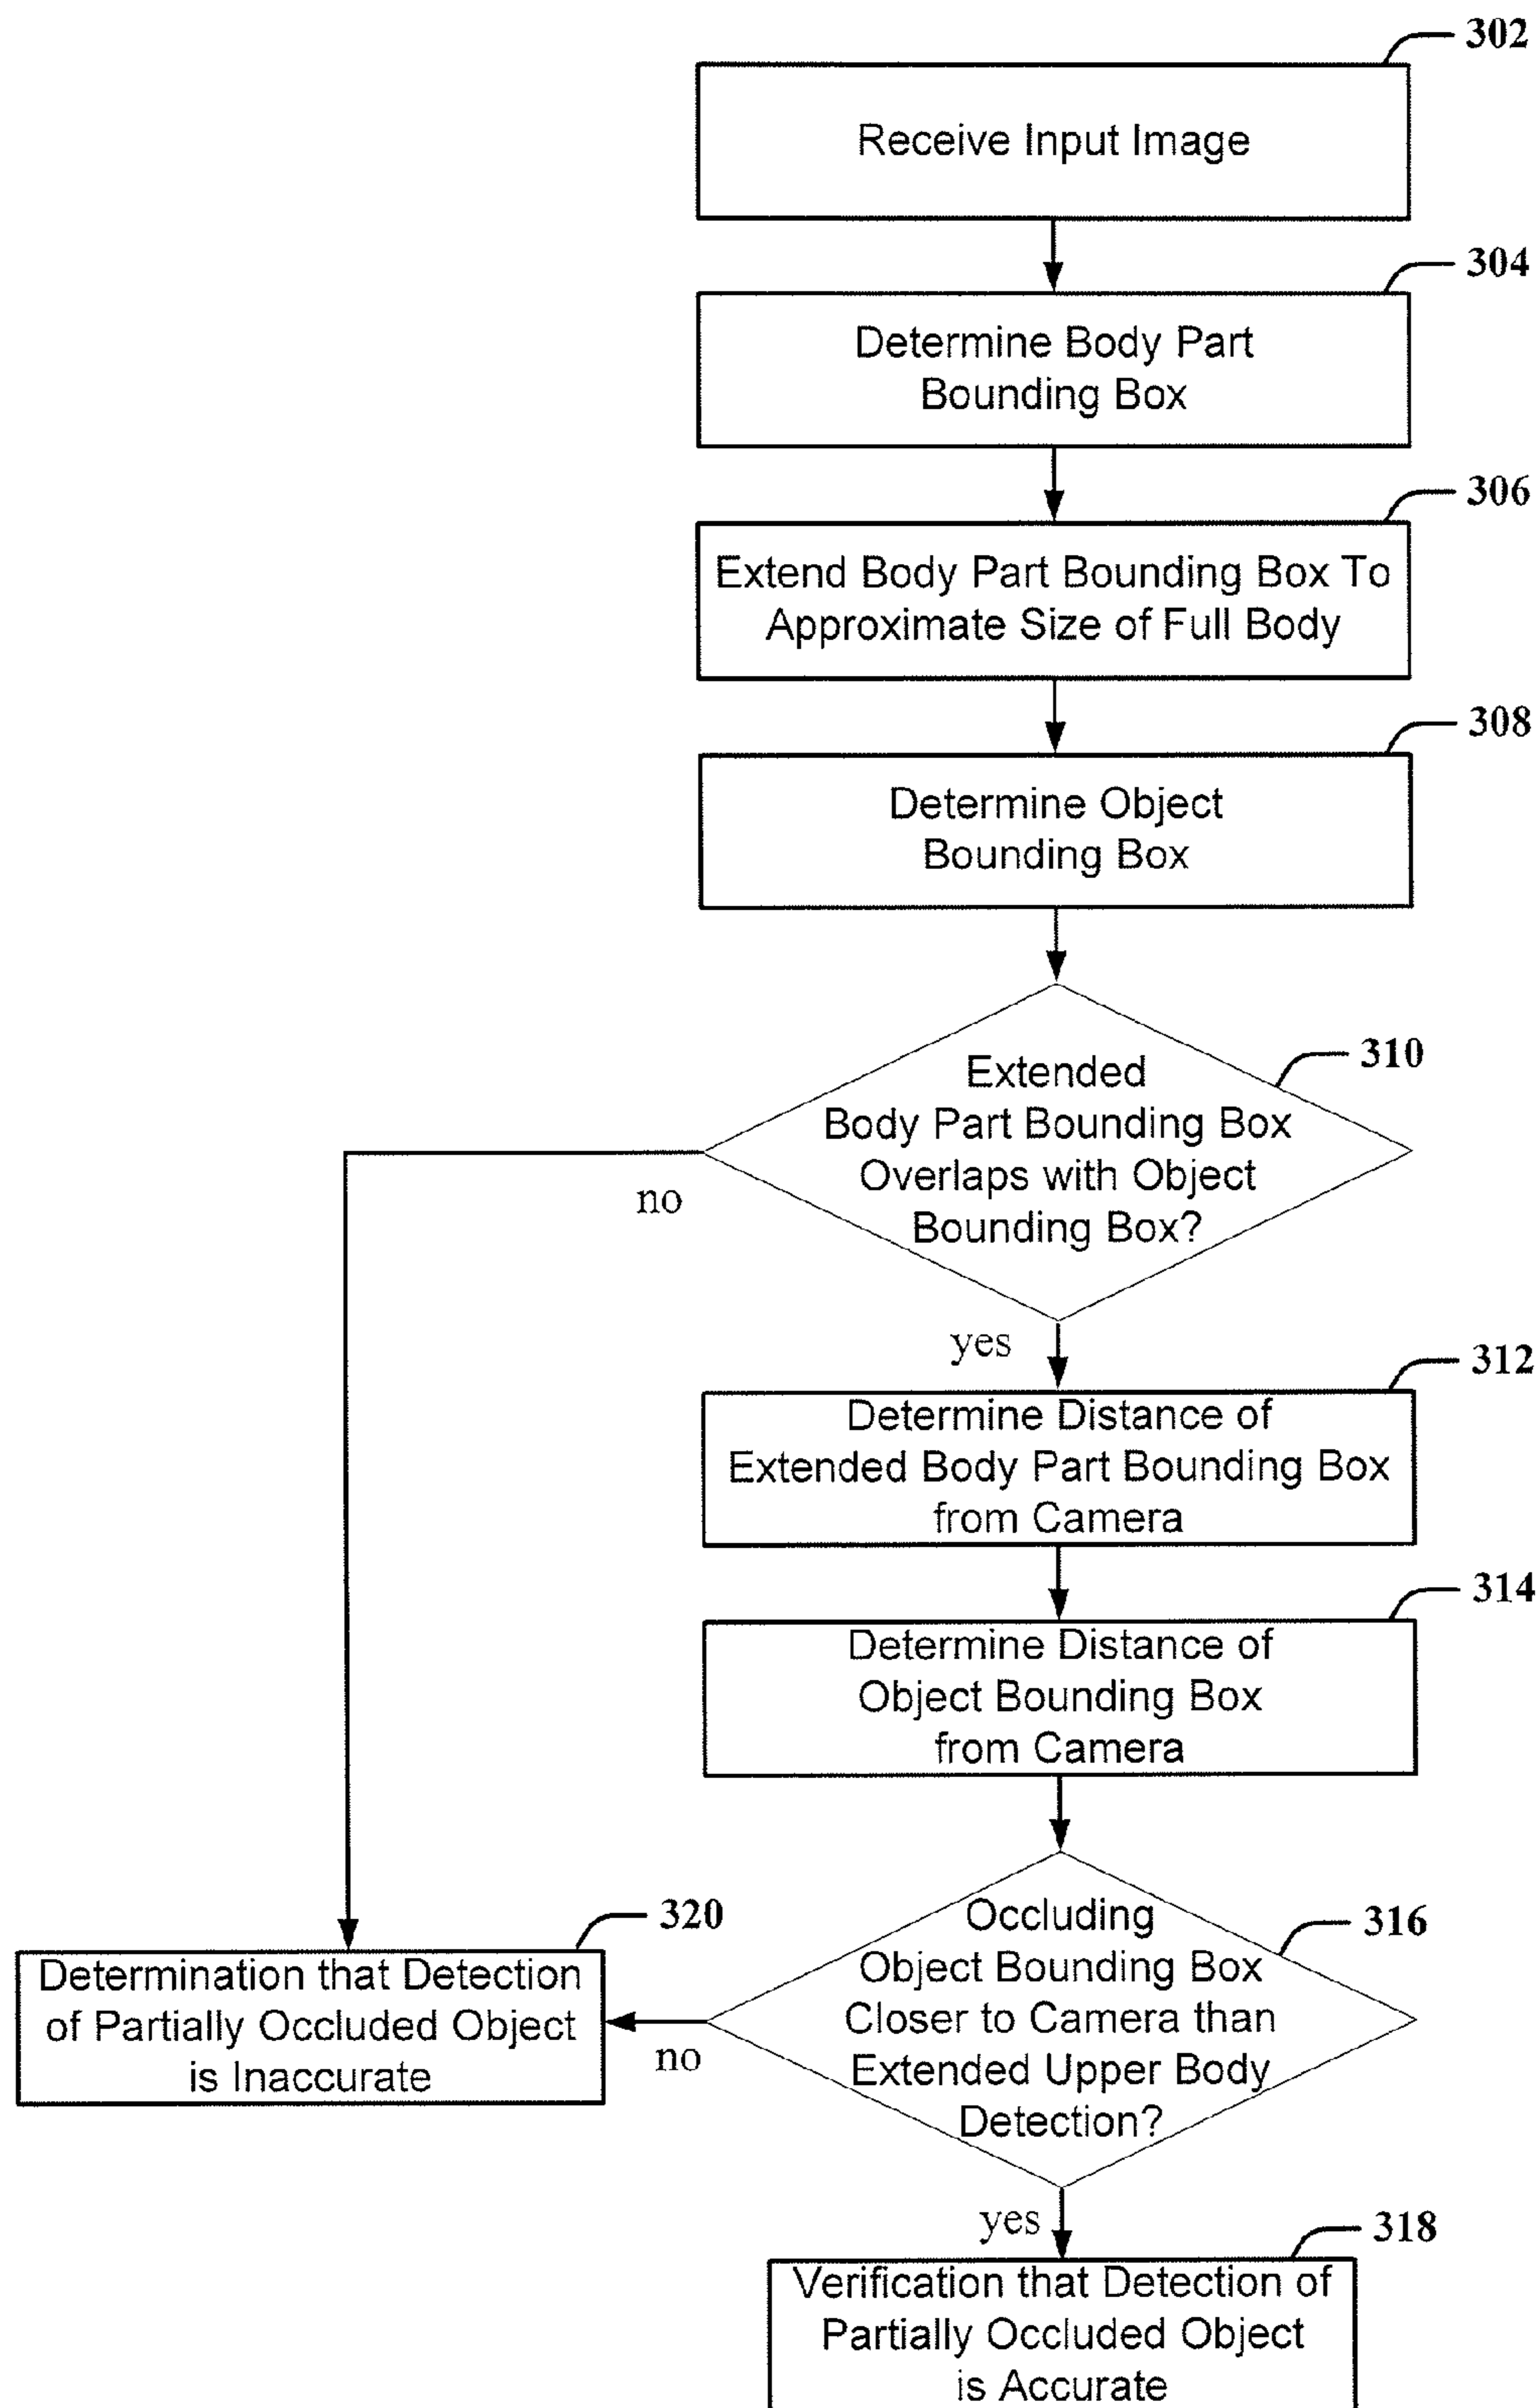 302
Receive Input Image
304
Determine Body Part
Bounding Box
306
Extend Body Part Bounding Box To
Approximate Size of Full Body
308
Determine Object
Bounding Box
310
Extended
Body Part Bounding Box
Overlaps with Object
Bounding Box?
no
yes
312
Determine Distance of
Extended Body Part Bounding Box
from Camera
314
Determine Distance of
Object Bounding Box
from Camera
316
Occluding
Object Bounding Box
Closer to Camera than
Extended Upper Body
Detection?
320
Determination that Detection
of Partially Occluded Object
is Inaccurate
no
yes
318
Verification that Detection of
Partially Occluded Object
is Accurate